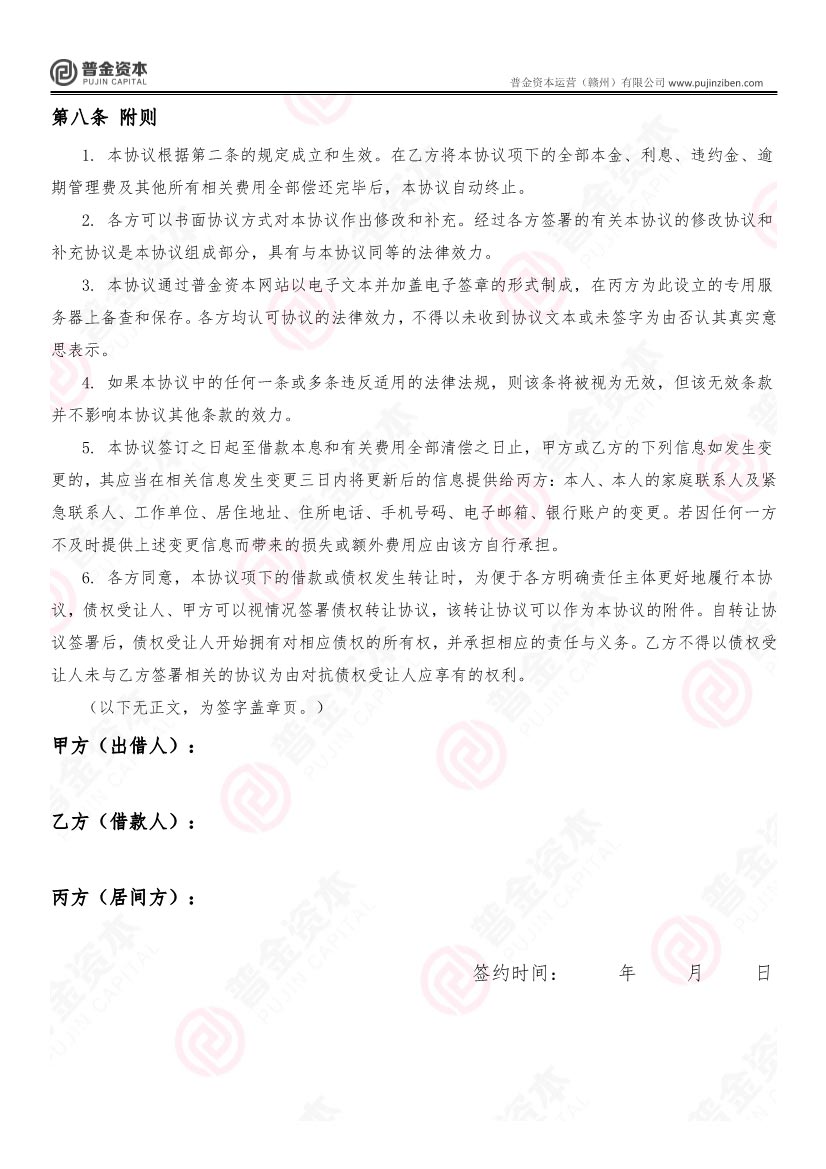 普金资本
PUJIN CAPITAL
普金资本运营（赣州）有限公司 www.pujinziben.com
第八条 附则
1. 本协议根据第二条的规定成立和生效。在乙方将本协议项下的全部本金、利息、违约金、逾
期管理费及其他所有相关费用全部偿还完毕后，本协议自动终止。
2. 各方可以书面协议方式对本协议作出修改和补充。经过各方签署的有关本协议的修改协议和
补充协议是本协议组成部分，具有与本协议同等的法律效力。
3. 本协议通过普金资本网站以电子文本并加盖电子签章的形式制成，在丙方为此设立的专用服
务器上备查和保存。各方均认可协议的法律效力，不得以未收到协议文本或未签字为由否认其真实意
思表示。
4. 如果本协议中的任何一条或多条违反适用的法律法规，则该条将被视为无效，但该无效条款
并不影响本协议其他条款的效力。
5. 本协议签订之日起至借款本息和有关费用全部清偿之日止，甲方或乙方的下列信息如发生变
更的，其应当在相关信息发生变更三日内将更新后的信息提供给丙方：本人、本人的家庭联系人及紧
急联系人、工作单位、居住地址、住所电话、手机号码、电子邮箱、银行账户的变更。若因任何一方
不及时提供上述变更信息而带来的损失或额外费用应由该方自行承担。
6. 各方同意，本协议项下的借款或债权发生转让时，为便于各方明确责任主体更好地履行本协
议，债权受让人、甲方可以视情况签署债权转让协议，该转让协议可以作为本协议的附件。自转让协
议签署后，债权受让人开始拥有对相应债权的所有权，并承担相应的责任与义务。乙方不得以债权受
让人未与乙方签署相关的协议为由对抗债权受让人应享有的权利。
（以下无正文，为签字盖章页。）
甲方（出借人）：
乙方（借款人）：
丙方（居间方）：
签约时间： 年 月 日